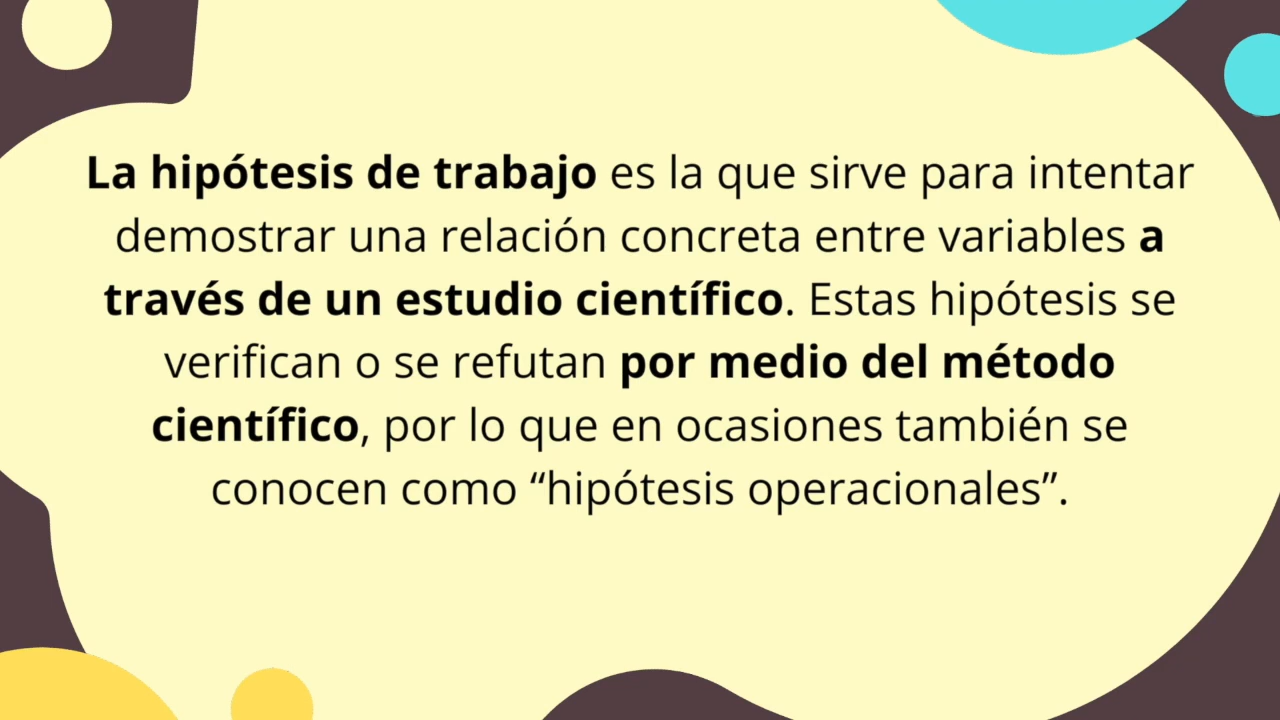 La hipótesis de trabajo es la que sirve para intentar
demostrar una relación concreta entre variables a
través de un estudio científico. Estas hipótesis se
verifican o se refutan por medio del método
científico, por lo que en ocasiones también se
conocen como “hipótesis operacionales”.